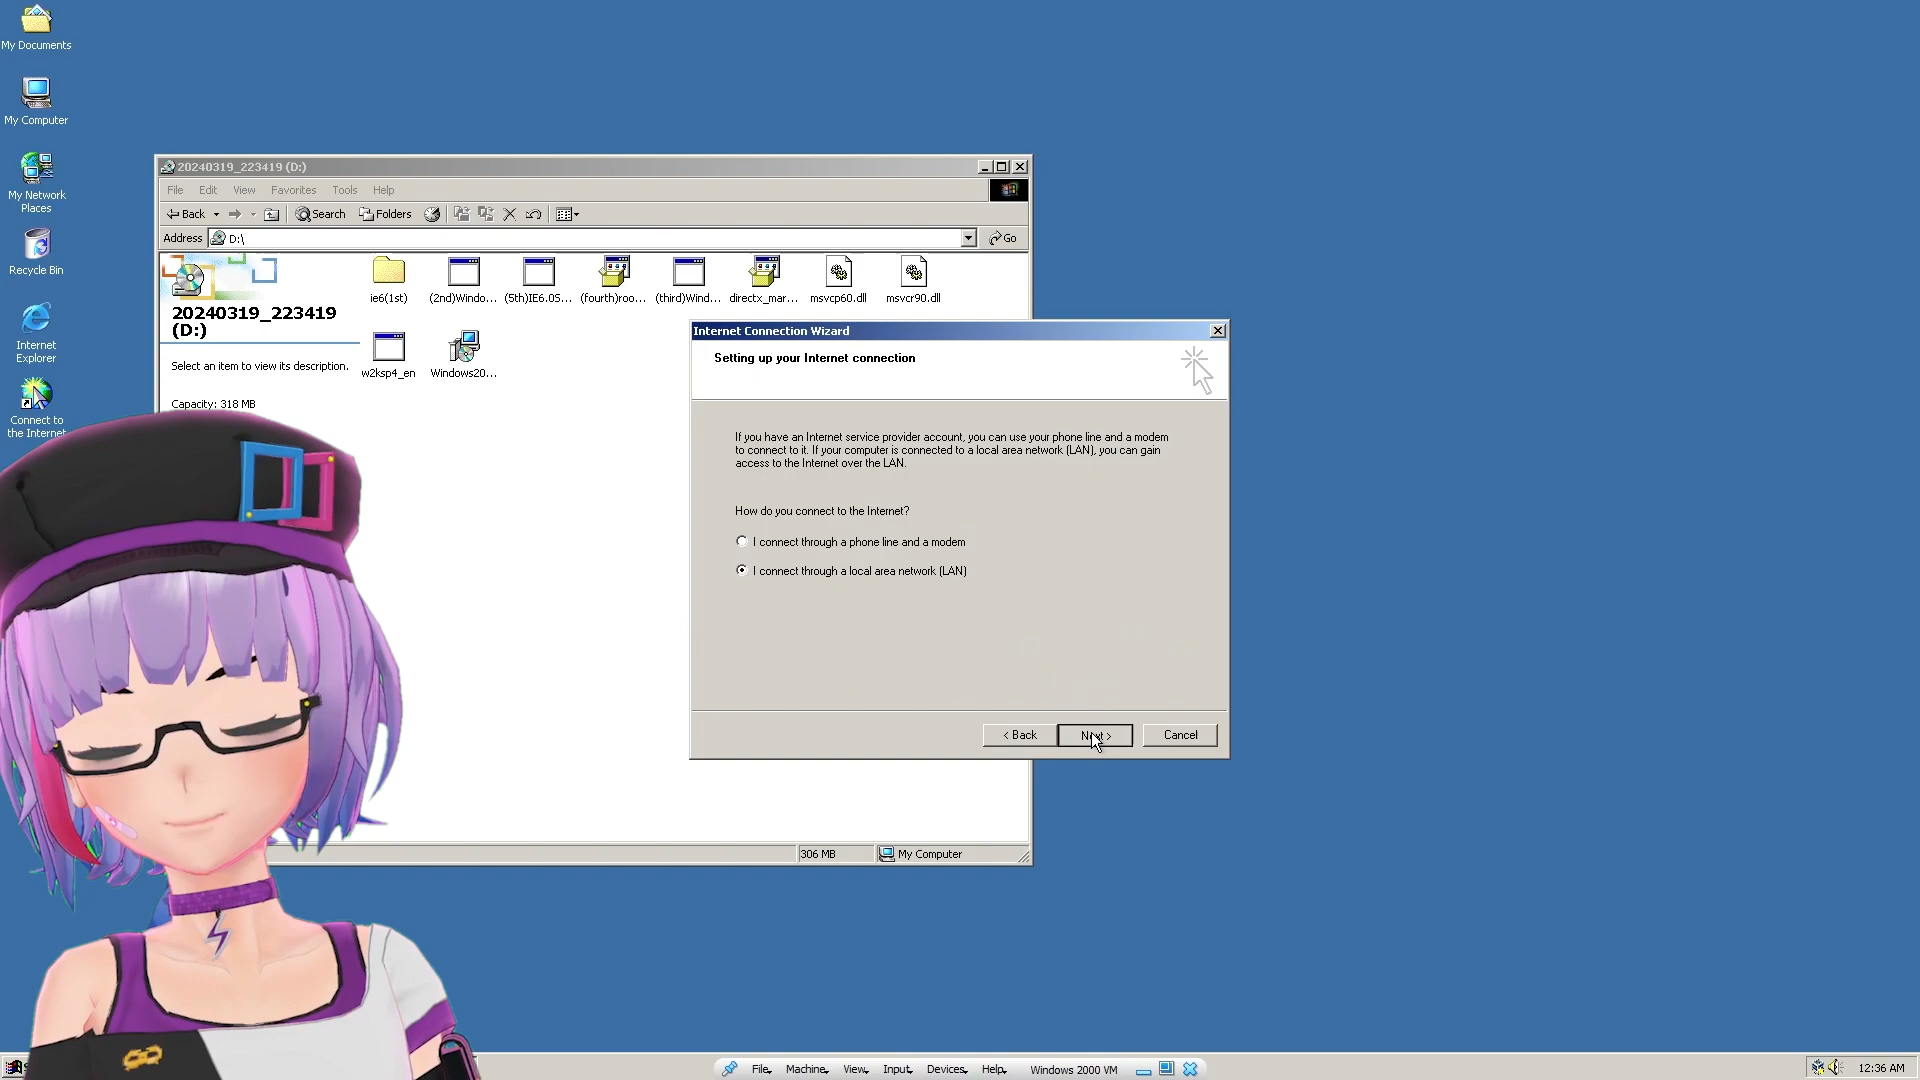 My Documents
My Computer
My Network
Places
Recycle Bin
Internet
Explorer
Connect to
the Internet
20240319_223419 (D:)
File Edit View Favorites Tools Help
Back Search Folders
Address D:\ Go
ie6(1st) (2nd)Windo... (5th)IE6.0S... (fourth)roo... (third)Wind... directx_mar... msvcp60.dll msvcr90.dll
20240319_223419
(D:)
Select an item to view its description.
w2ksp4_en Windows20...
Capacity: 318 MB
306 MB My Computer
Internet Connection Wizard
Setting up your Internet connection
If you have an Internet service provider account, you can use your phone line and a modem
to connect to it. If your computer is connected to a local area network (LAN), you can gain
access to the Internet over the LAN.
How do you connect to the Internet?
I connect through a phone line and a modem
I connect through a local area network (LAN)
< Back Next > Cancel
File Machine View Input Devices Help Windows 2000 VM
12:36 AM